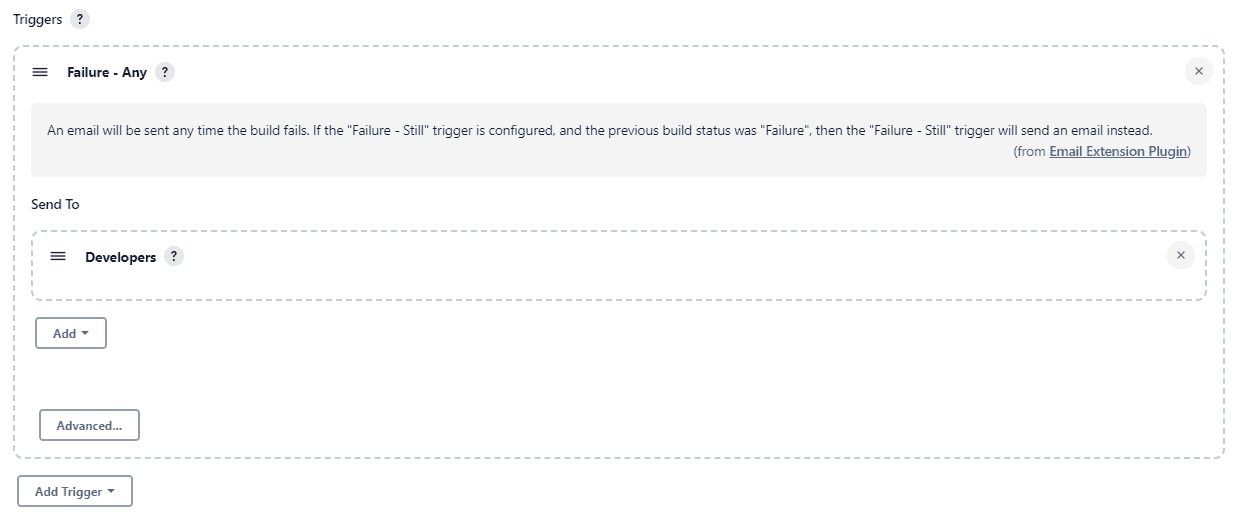 Triggers ?
Failure - Any ?
An email will be sent any time the build fails. If the "Failure - Still" trigger is configured, and the previous build status was "Failure", then the "Failure - Still" trigger will send an email instead.
(from Email Extension Plugin)
Send To
Developers ?
Add
Advanced...
Add Trigger